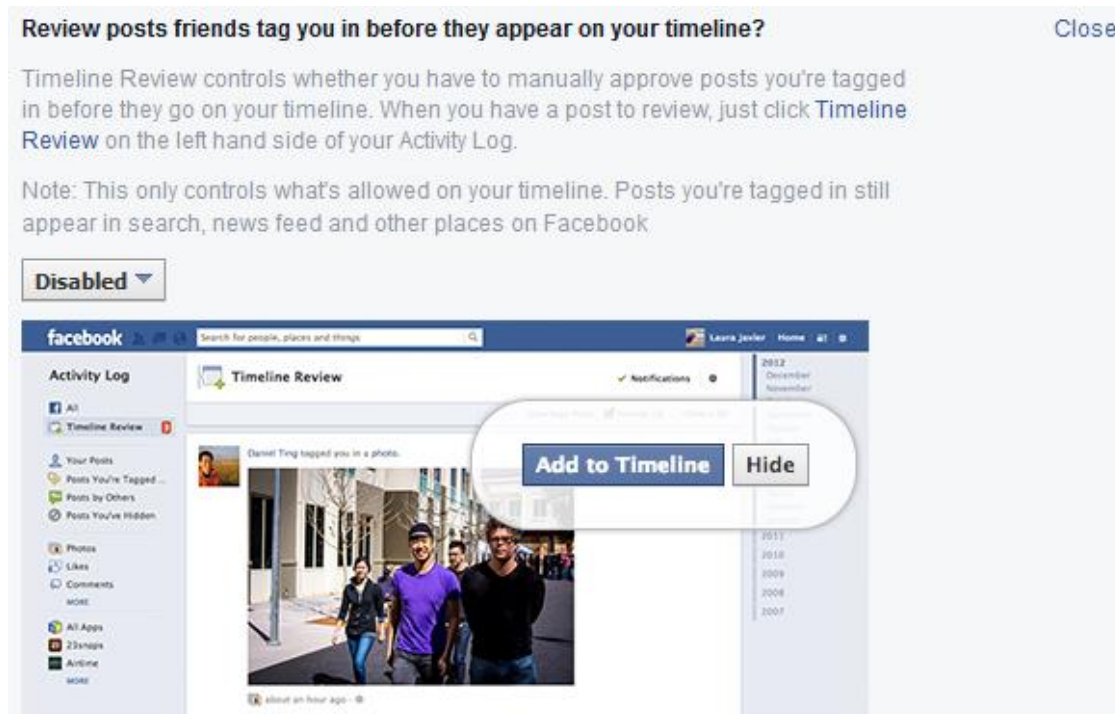 Review posts friends tag you in before they appear on your timeline?
Close
Timeline Review controls whether you have to manually approve posts you're tagged
in before they go on your timeline. When you have a post to review, just click Timeline
Review on the left hand side of your Activity Log.
Note: This only controls what's allowed on your timeline. Posts you're tagged in still
appear in search, news feed and other places on Facebook
Disabled
facebook
Search for people, places and things
Laura Javier
Home
Activity Log
Timeline Review
Notifications
2012
December
November
All
Timeline Review
Add to Timeline
Hide
Daniel Ting tagged you in a photo.
Your Posts
Posts You're Tagged ...
Posts by Others
Posts You've Hidden
Photos
Likes
Comments
MORE
All Apps
23snaps
Airtime
MORE
2011
2010
2009
2008
2007
about an hour ago